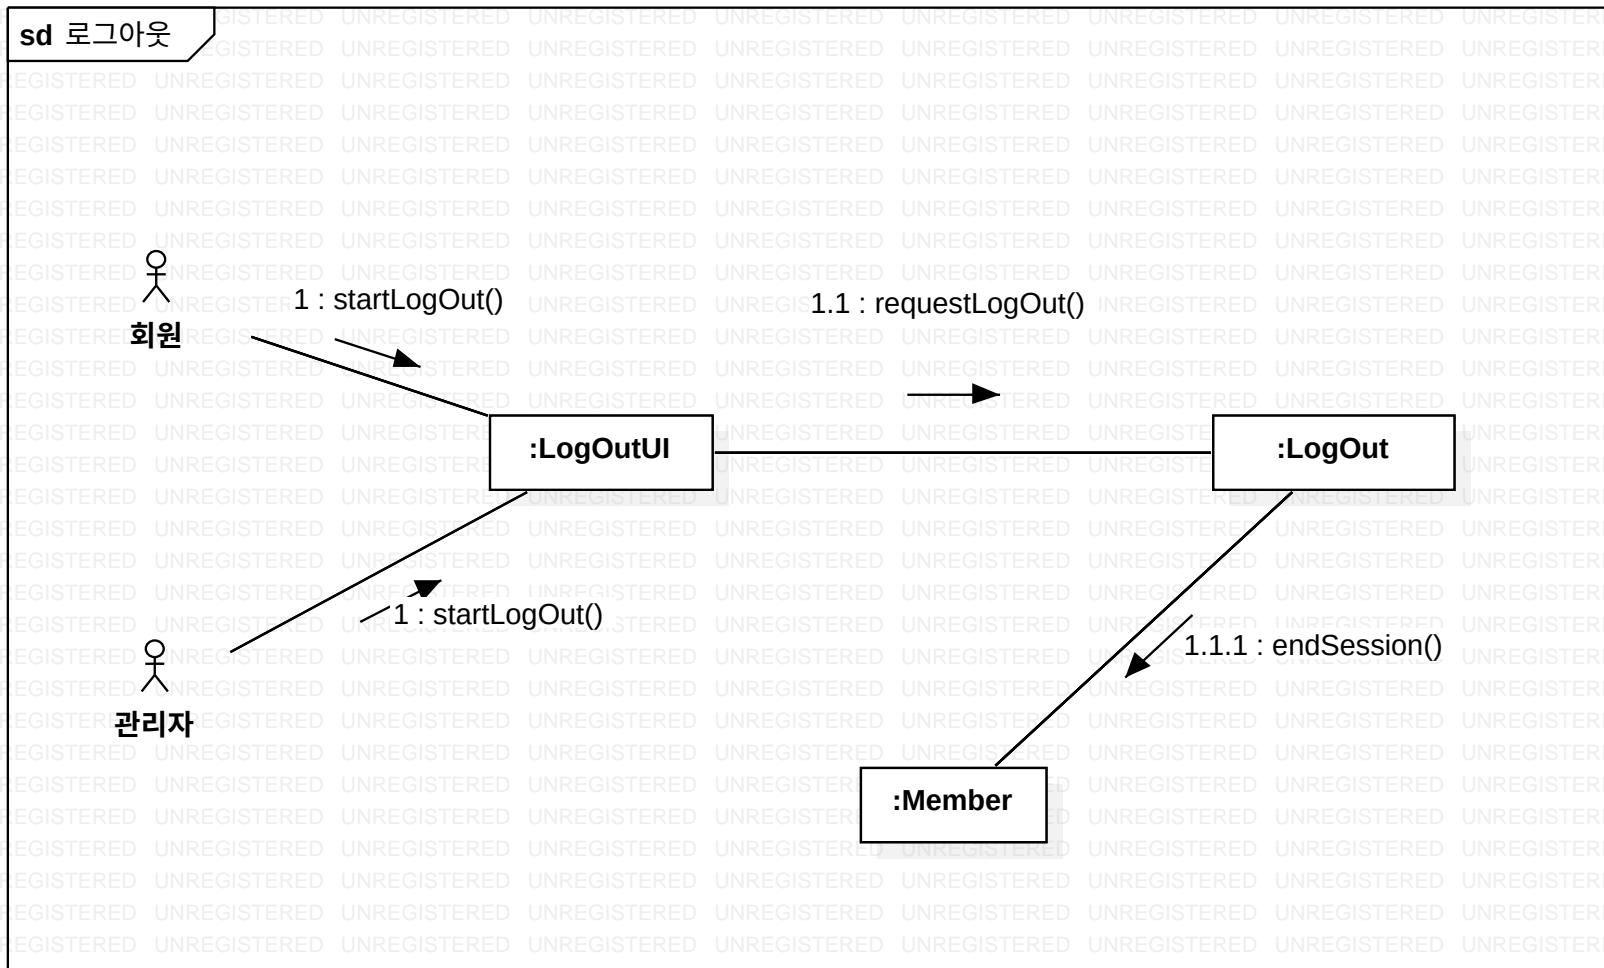 sd 로그아웃
1 : startLogOut()
1.1 : requestLogOut()
회원
:LogOutUI
:LogOut
1 : startLogOut()
1.1.1 : endSession()
관리자
:Member
UNREGISTERED